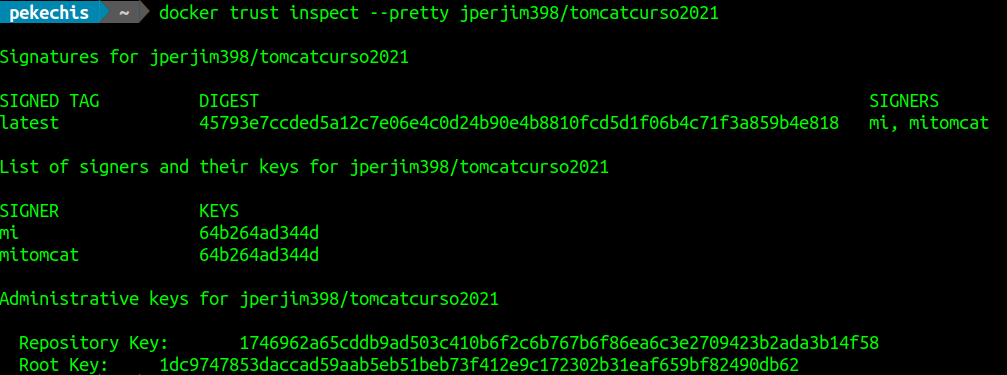 pekechis ~ docker trust inspect --pretty jperjim398/tomcatcurso2021
Signatures for jperjim398/tomcatcurso2021
SIGNED TAG DIGEST SIGNERS
latest 45793e7ccded5a12c7e06e4c0d24b90e4b8810fcd5d1f06b4c71f3a859b4e818 mi, mitomcat
List of signers and their keys for jperjim398/tomcatcurso2021
SIGNER KEYS
mi 64b264ad344d
mitomcat 64b264ad344d
Administrative keys for jperjim398/tomcatcurso2021
Repository Key: 1746962a65cddb9ad503c410b6f2c6b767b6f86ea6c3e2709423b2ada3b14f58
Root Key: 1dc9747853daccad59aab5eb51beb73f412e9c172302b31eaf659bf82490db62